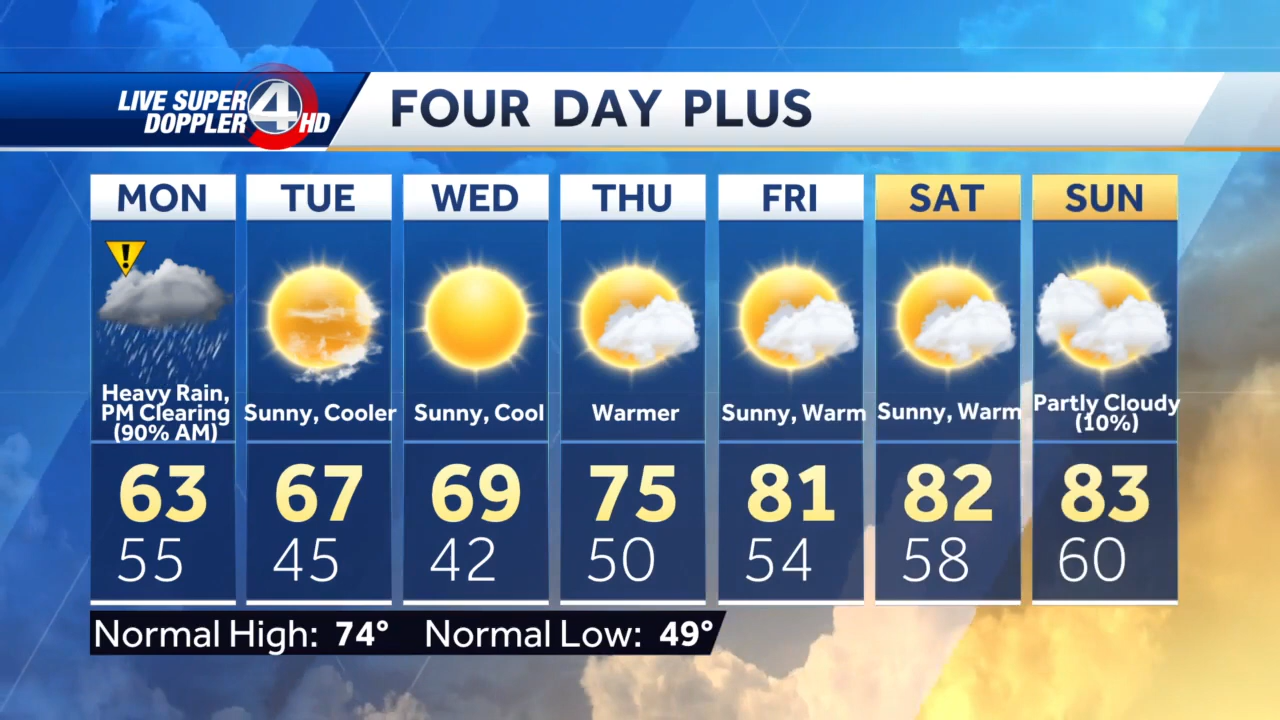 LIVE SUPER
DOPPLER 4 HD
FOUR DAY PLUS
MON TUE WED THU FRI SAT SUN
!
Heavy Rain,
PM Clearing
(90% AM)
Sunny, Cooler
Sunny, Cool
Warmer
Sunny, Warm
Sunny, Warm
Partly Cloudy
(10%)
63 67 69 75 81 82 83
55 45 42 50 54 58 60
Normal High: 74° Normal Low: 49°